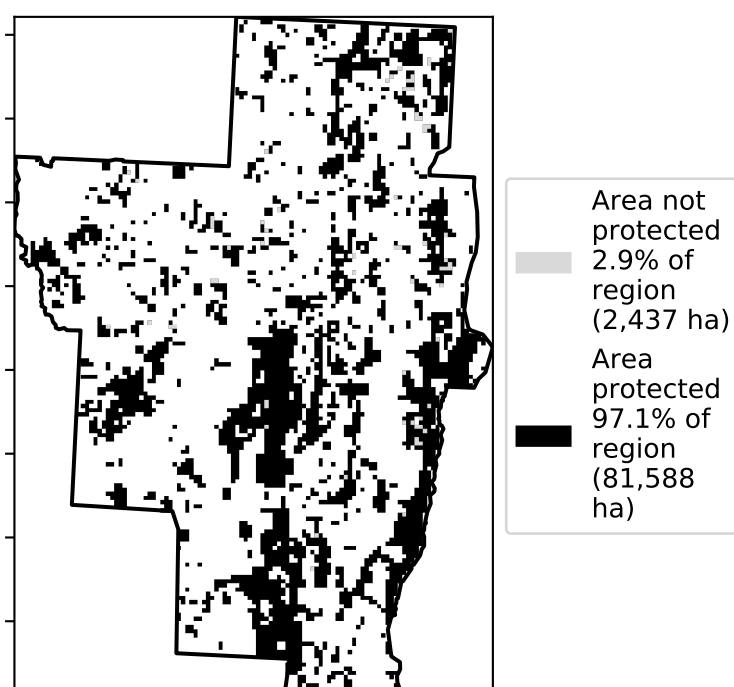 Area not
protected
2.9% of
region
(2,437 ha)
Area
protected
97.1% of
region
(81,588
ha)